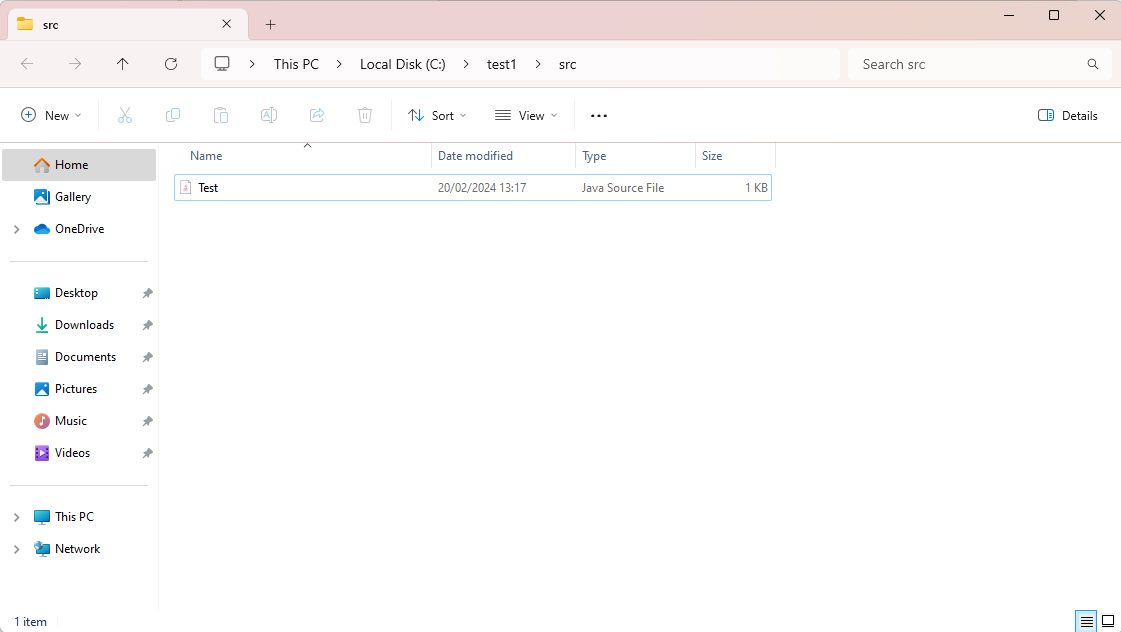 src
This PC Local Disk (C:) test1 src
Search src
New Sort View ... Details
Name Date modified Type Size
Test 20/02/2024 13:17 Java Source File 1 KB
Home
Gallery
OneDrive
Desktop
Downloads
Documents
Pictures
Music
Videos
This PC
Network
1 item